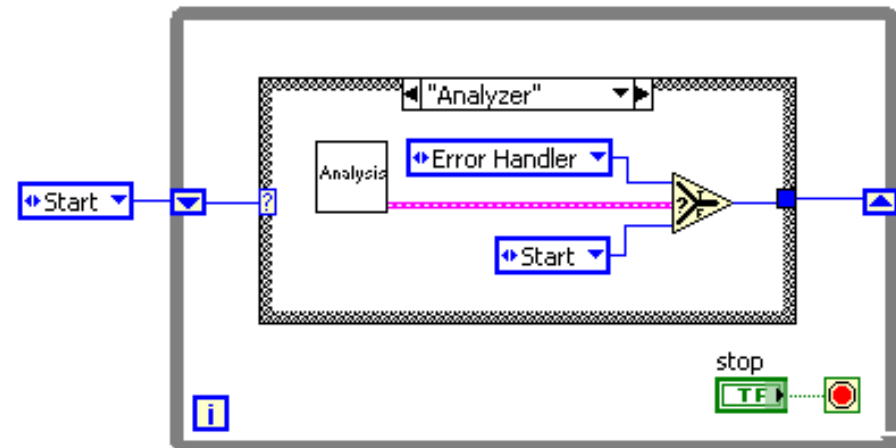 "Analyzer"
Analysis
Error Handler
Start
?
?
Start
stop
TF
i